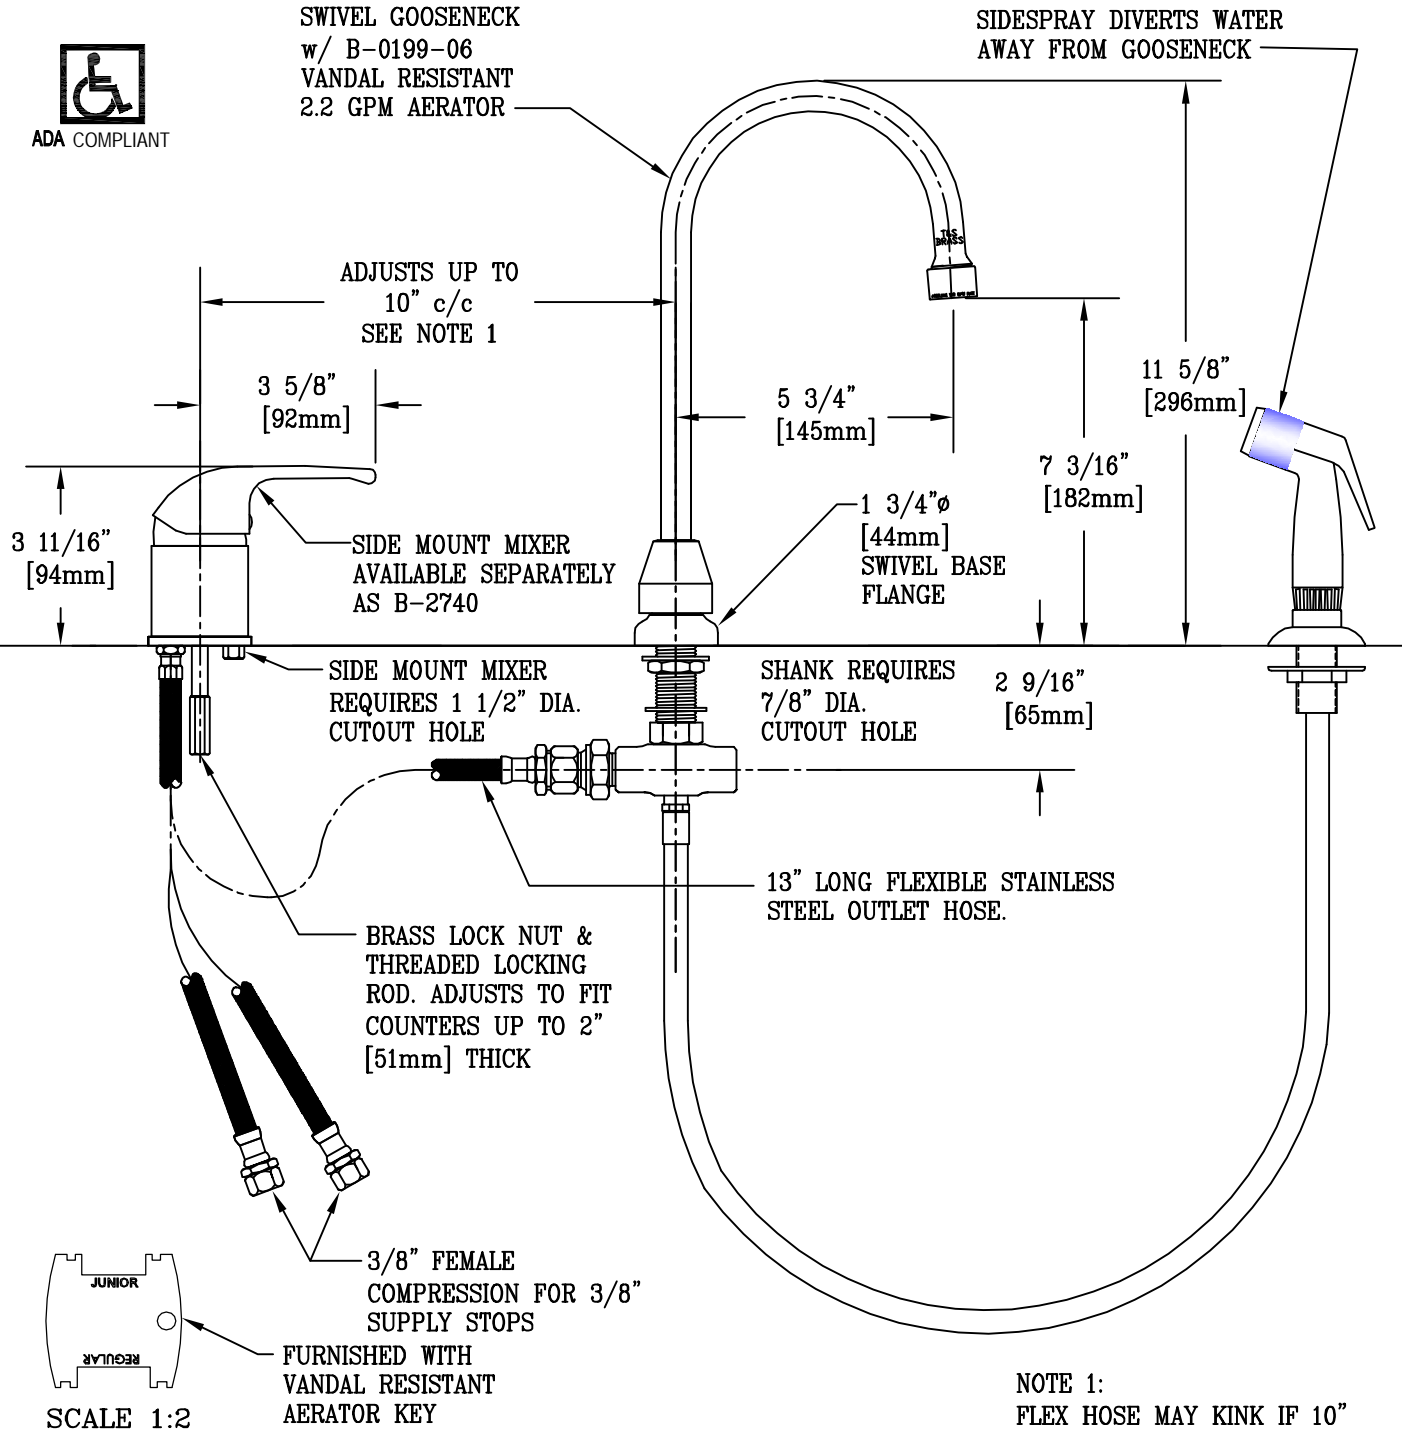 SWIVEL GOOSENECK
w/ B-0199-06
VANDAL RESISTANT
2.2 GPM AERATOR
SIDESPRAY DIVERTS WATER
AWAY FROM GOOSENECK
ADA COMPLIANT
T&S
BRASS
ADJUSTS UP TO
10" c/c
SEE NOTE 1
3 5/8"
[92mm]
5 3/4"
[145mm]
11 5/8"
[296mm]
7 3/16"
[182mm]
3 11/16"
[94mm]
SIDE MOUNT MIXER
AVAILABLE SEPARATELY
AS B-2740
1 3/4"ø
[44mm]
SWIVEL BASE
FLANGE
SIDE MOUNT MIXER
REQUIRES 1 1/2" DIA.
CUTOUT HOLE
SHANK REQUIRES
7/8" DIA.
CUTOUT HOLE
2 9/16"
[65mm]
13" LONG FLEXIBLE STAINLESS
STEEL OUTLET HOSE.
BRASS LOCK NUT &
THREADED LOCKING
ROD. ADJUSTS TO FIT
COUNTERS UP TO 2"
[51mm] THICK
3/8" FEMALE
COMPRESSION FOR 3/8"
SUPPLY STOPS
JUNIOR
REGULAR
FURNISHED WITH
VANDAL RESISTANT
AERATOR KEY
SCALE 1:2
NOTE 1:
FLEX HOSE MAY KINK IF 10"